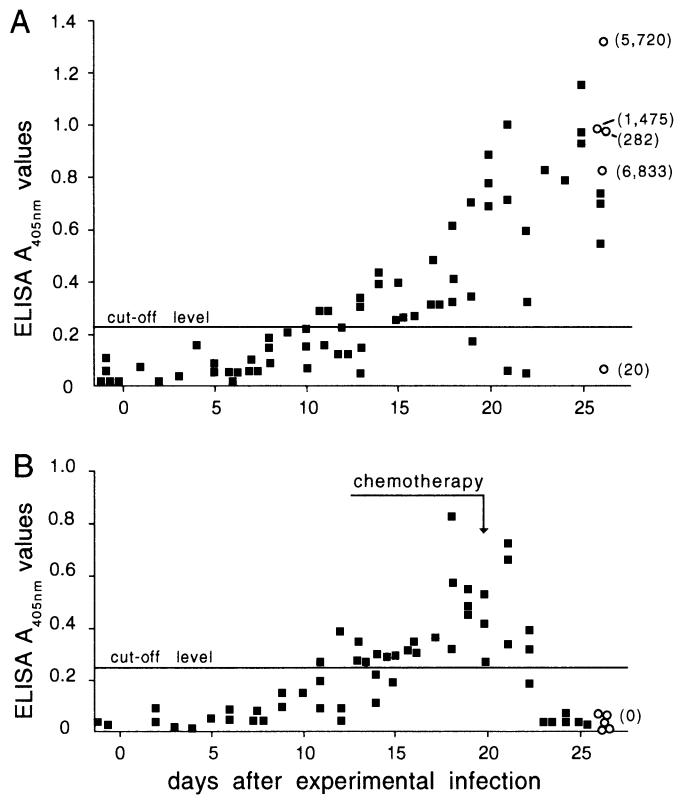 A
ELISA A405nm values
1.4
1.2
1.0
0.8
0.6
0.4
0.2
0
cut-off level
(5,720)
(1,475)
(282)
(6,833)
(20)
0 5 10 15 20 25
B
ELISA A405nm values
1.0
0.8
0.6
0.4
0.2
0
chemotherapy
cut-off level
(0)
0 5 10 15 20 25
days after experimental infection